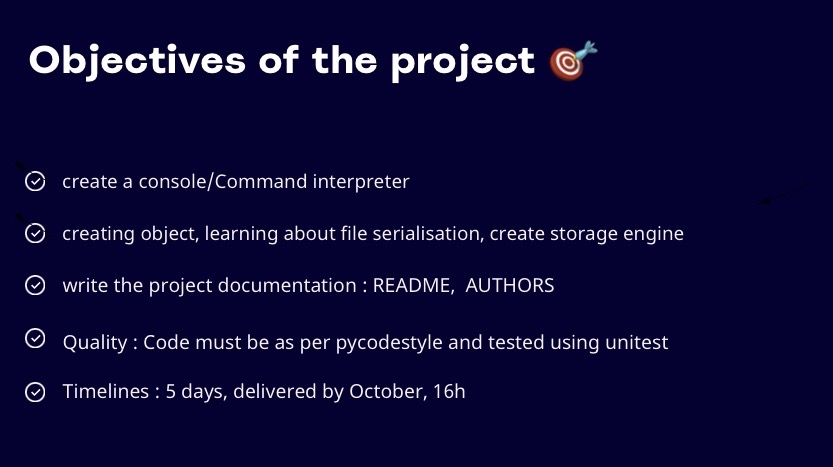 Objectives of the project 🎯
create a console/Command interpreter
creating object, learning about file serialisation, create storage engine
write the project documentation : README,  AUTHORS
Quality : Code must be as per pycodestyle and tested using unitest
Timelines : 5 days, delivered by October, 16h